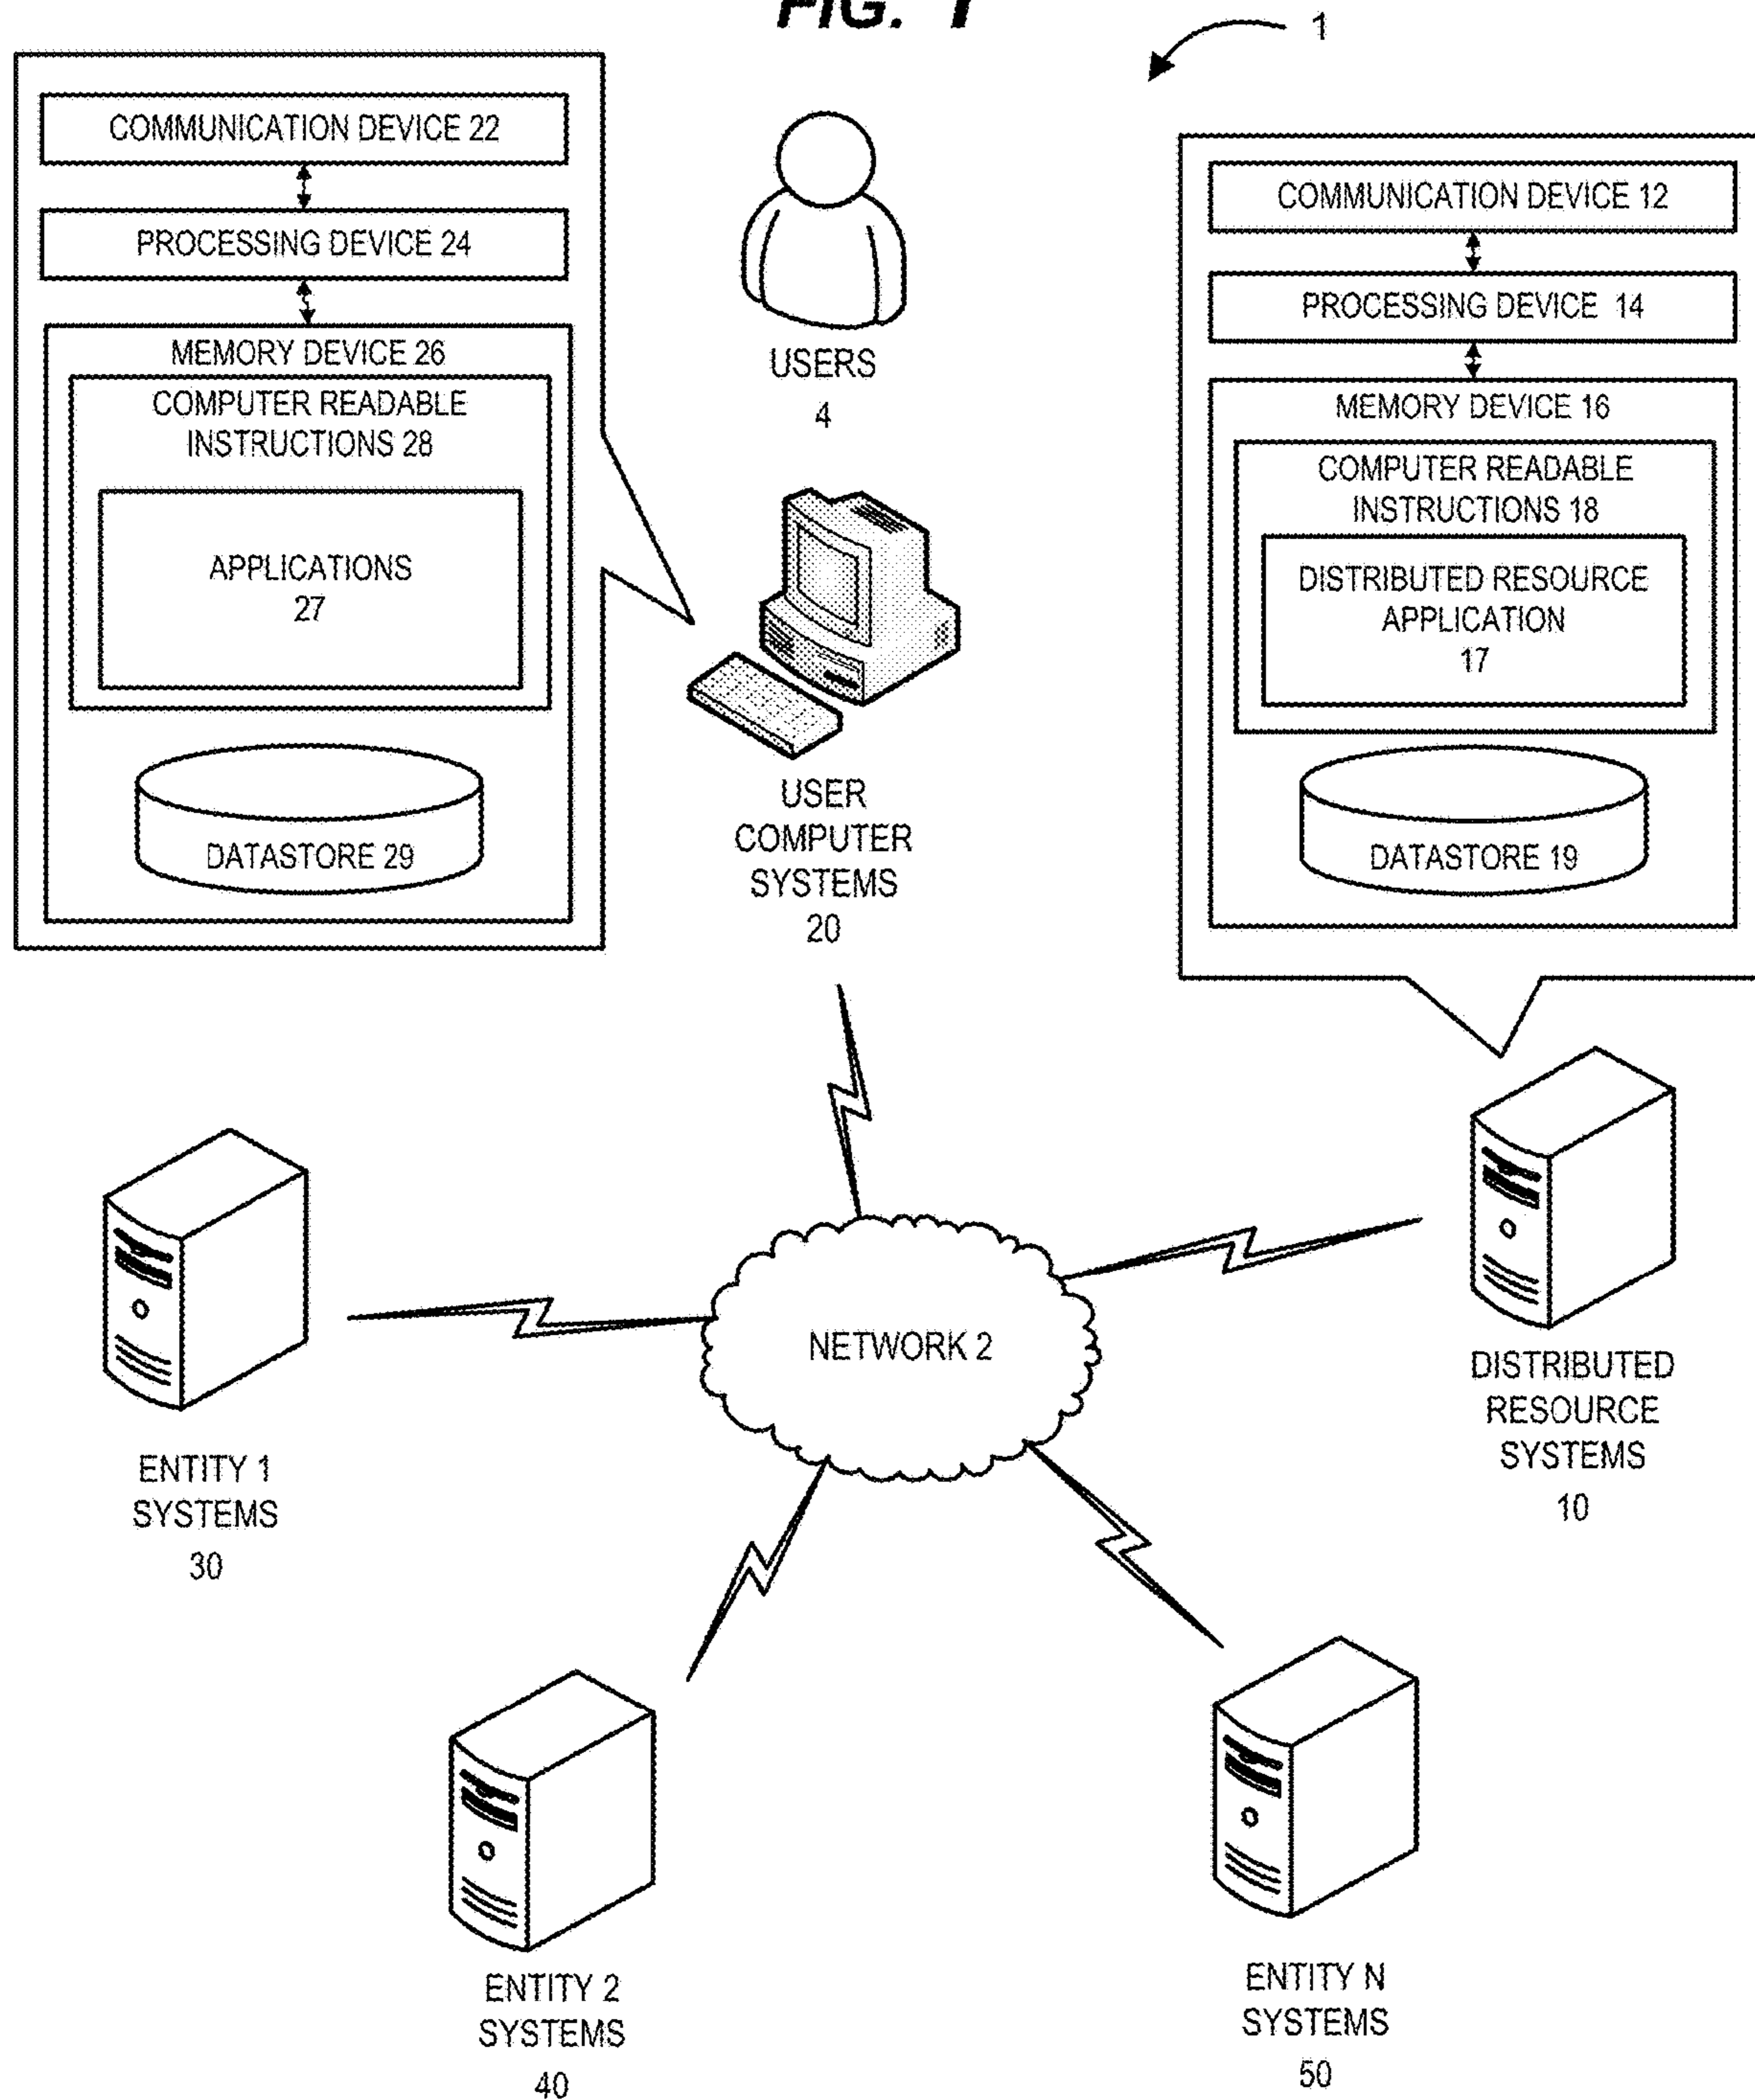 FIG. 1
1
COMMUNICATION DEVICE 22
PROCESSING DEVICE 24
MEMORY DEVICE 26
COMPUTER READABLE
INSTRUCTIONS 28
APPLICATIONS
27
DATASTORE 29
USERS
4
USER
COMPUTER
SYSTEMS
20
COMMUNICATION DEVICE 12
PROCESSING DEVICE 14
MEMORY DEVICE 16
COMPUTER READABLE
INSTRUCTIONS 18
DISTRIBUTED RESOURCE
APPLICATION
17
DATASTORE 19
NETWORK 2
DISTRIBUTED
RESOURCE
SYSTEMS
10
ENTITY 1
SYSTEMS
30
ENTITY 2
SYSTEMS
40
ENTITY N
SYSTEMS
50